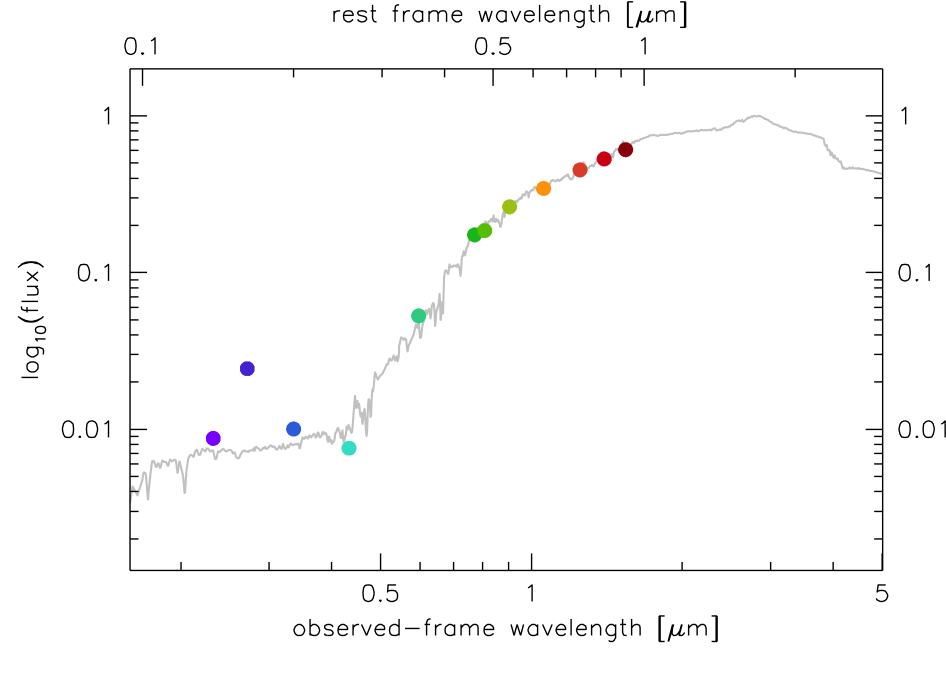 rest frame wavelength [μm]
0.1 0.5 1
1 1
0.1 0.1
0.01 0.01
log10(flux)
0.5 1 5
observed-frame wavelength [μm]